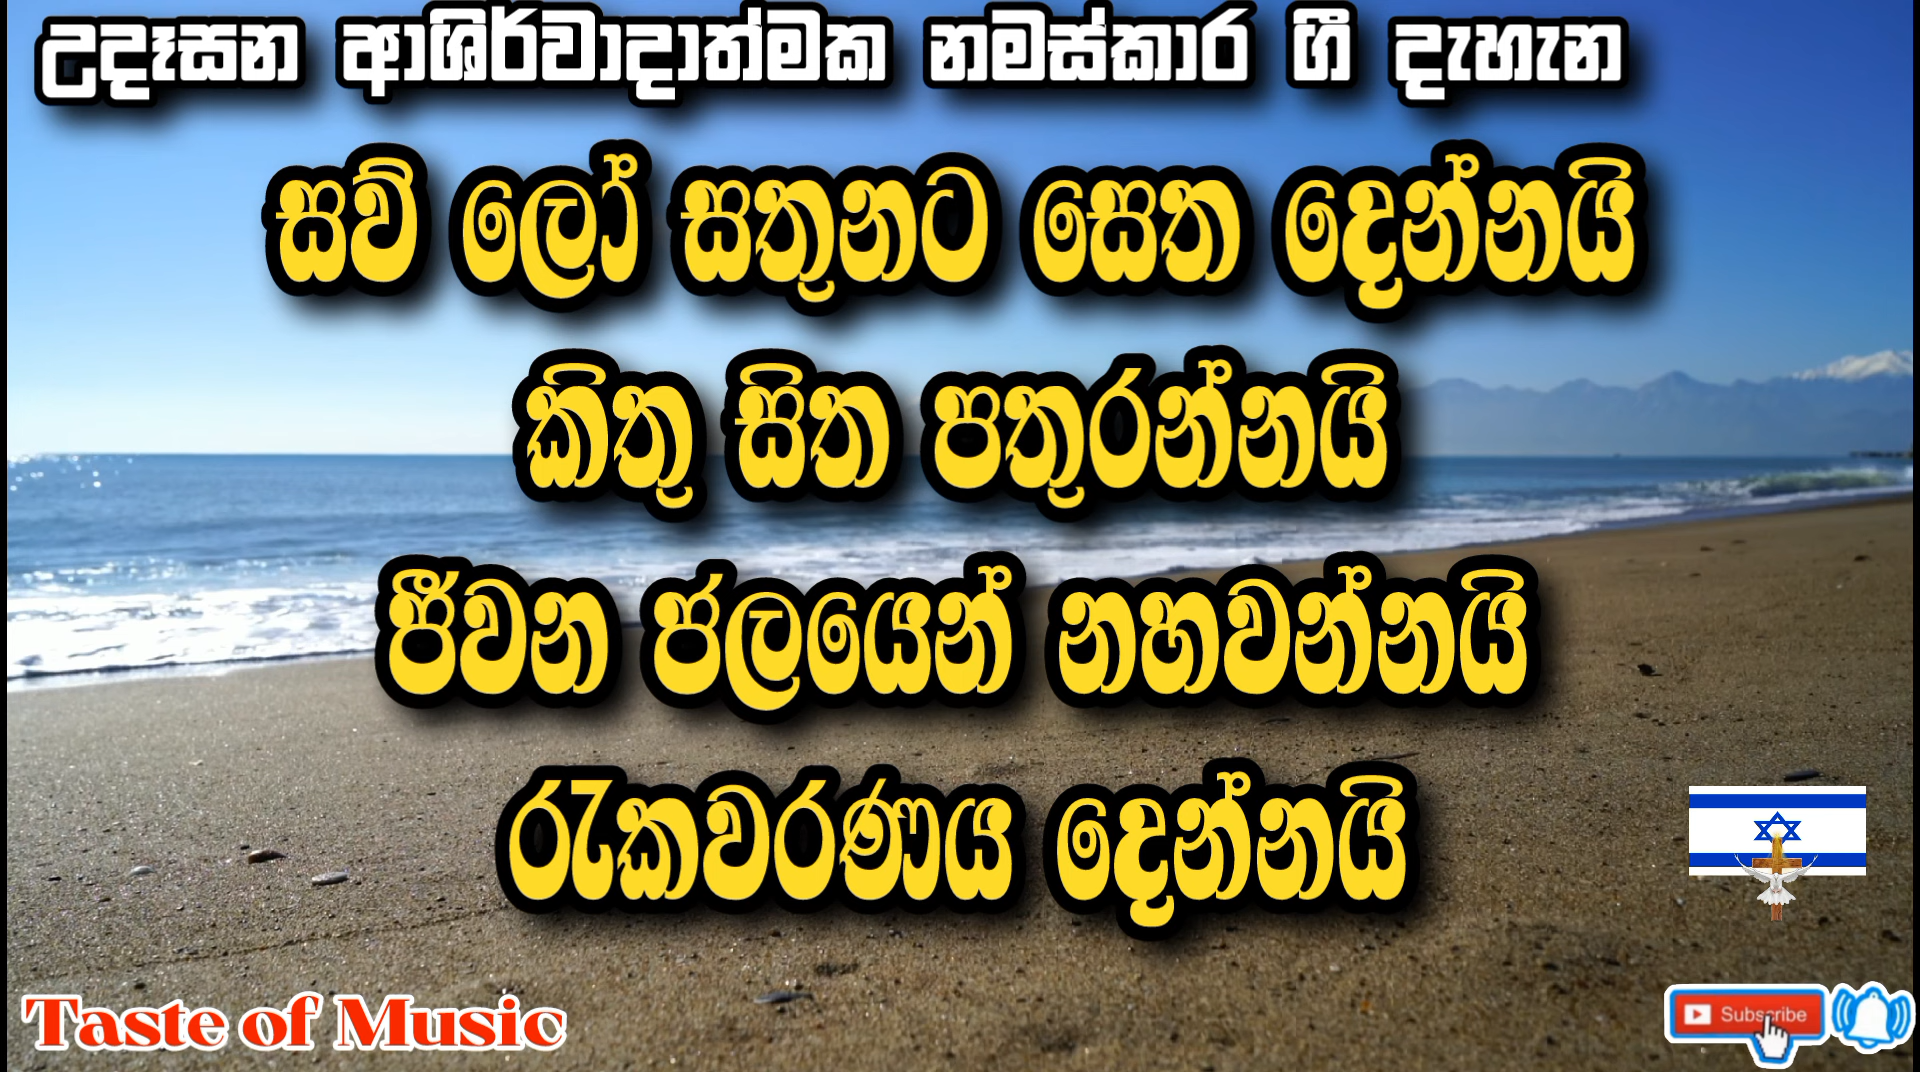 උදෑසන ආශිර්වාදාත්මක නමස්කාර ගී දැහැන
සව් ලෝ සතුනට සෙත දෙන්නයි
කිතු සිත පතුරන්නයි
ජීවන ජලයෙන් නහවන්නයි
රැකවරණය දෙන්නයි
Taste of Music
Subscribe